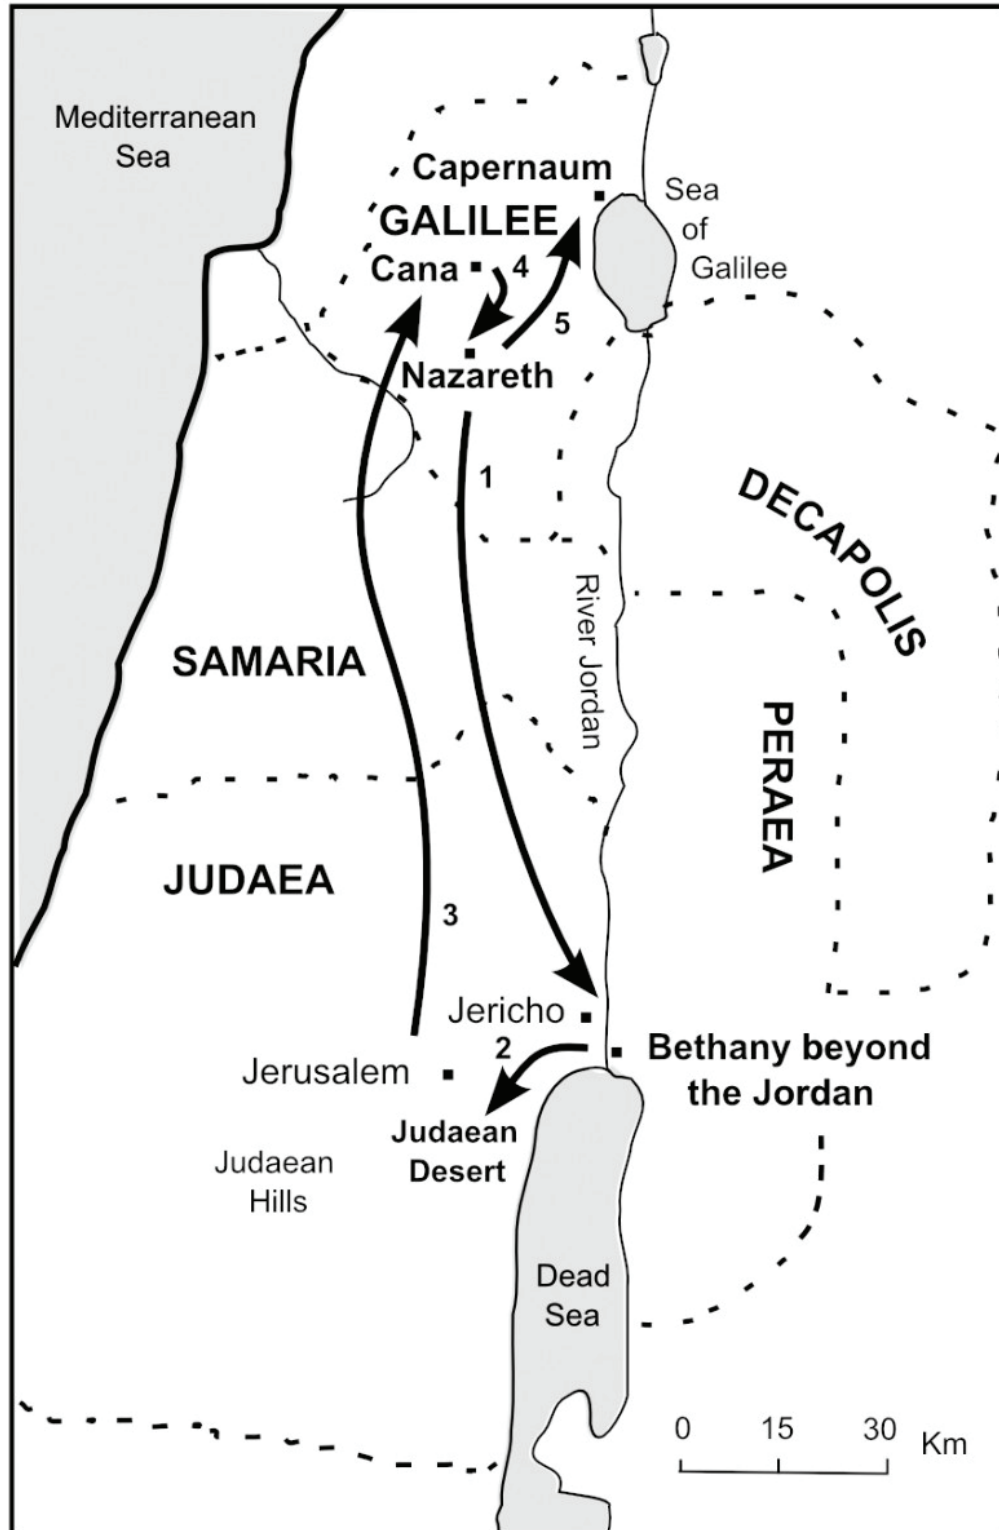 Mediterranean
Sea
Capernaum
Sea
of
Galilee
GALILEE
Cana
4
5
Nazareth
1
DECAPOLIS
River Jordan
SAMARIA
PERAEA
JUDAEA
3
Jericho
2
Bethany beyond
the Jordan
Jerusalem
Judaean
Desert
Judaean
Hills
Dead
Sea
0 15 30 Km